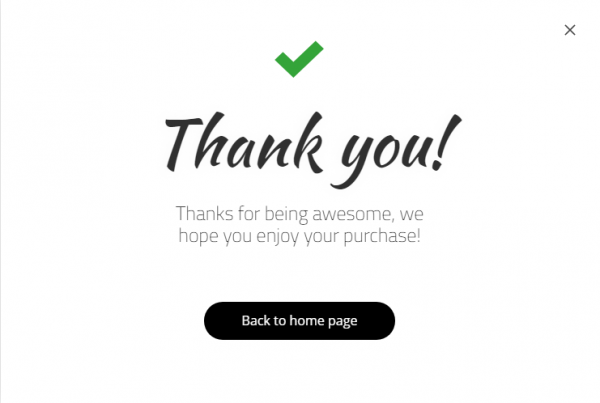 Thank you!
Thanks for being awesome, we
hope you enjoy your purchase!
Back to home page